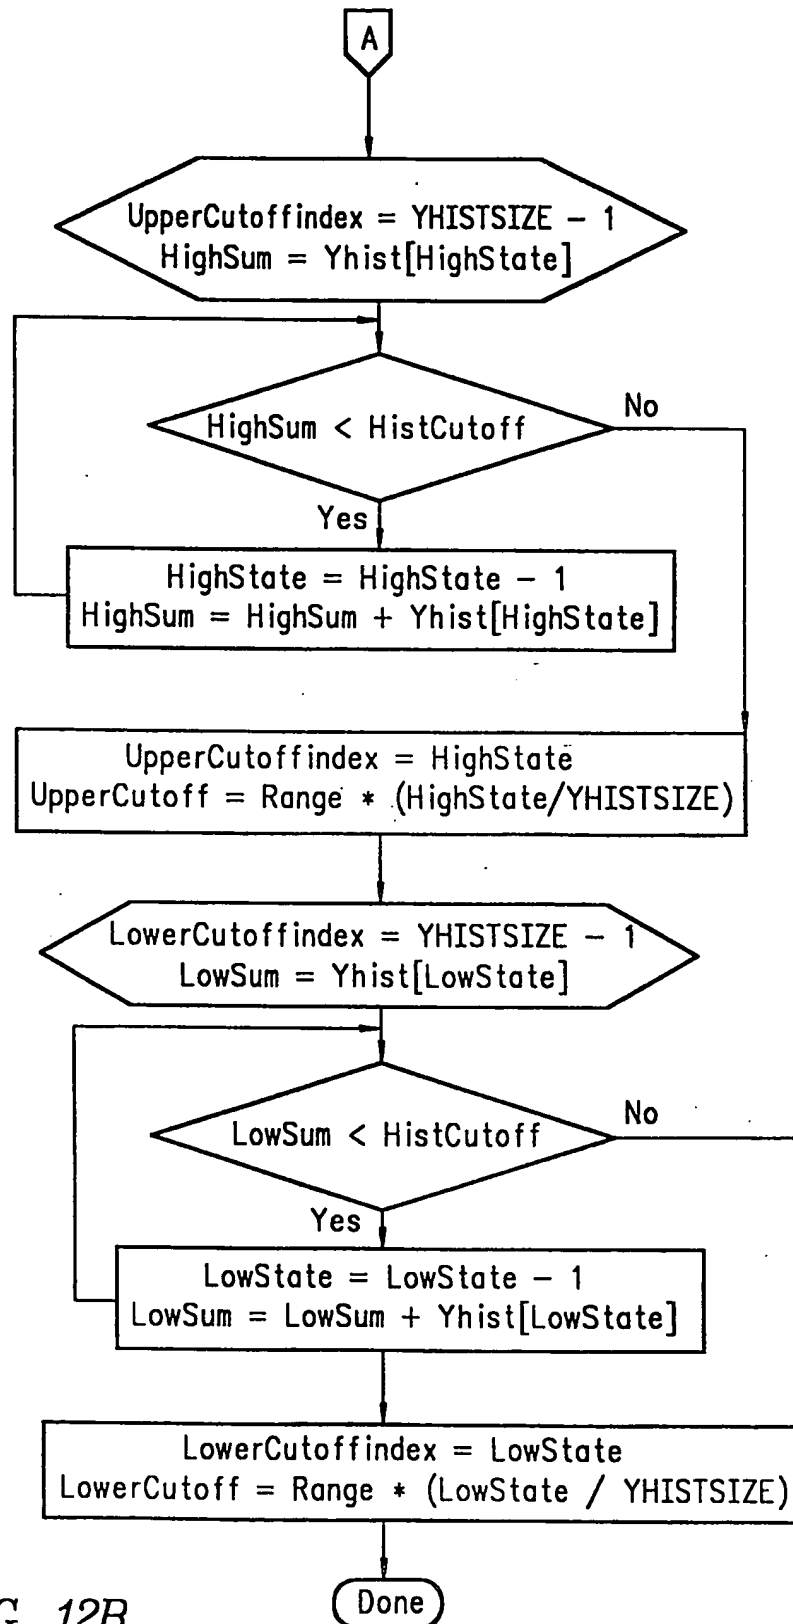 A
UpperCutoffindex = YHISTSIZE - 1
HighSum = Yhist[HighState]
HighSum < HistCutoff
No
Yes
HighState = HighState - 1
HighSum = HighSum + Yhist[HighState]
UpperCutoffindex = HighState
UpperCutoff = Range * (HighState/YHISTSIZE)
LowerCutoffindex = YHISTSIZE - 1
LowSum = Yhist[LowState]
LowSum < HistCutoff
No
Yes
LowState = LowState - 1
LowSum = LowSum + Yhist[LowState]
LowerCutoffindex = LowState
LowerCutoff = Range * (LowState / YHISTSIZE)
Done
G. 12B